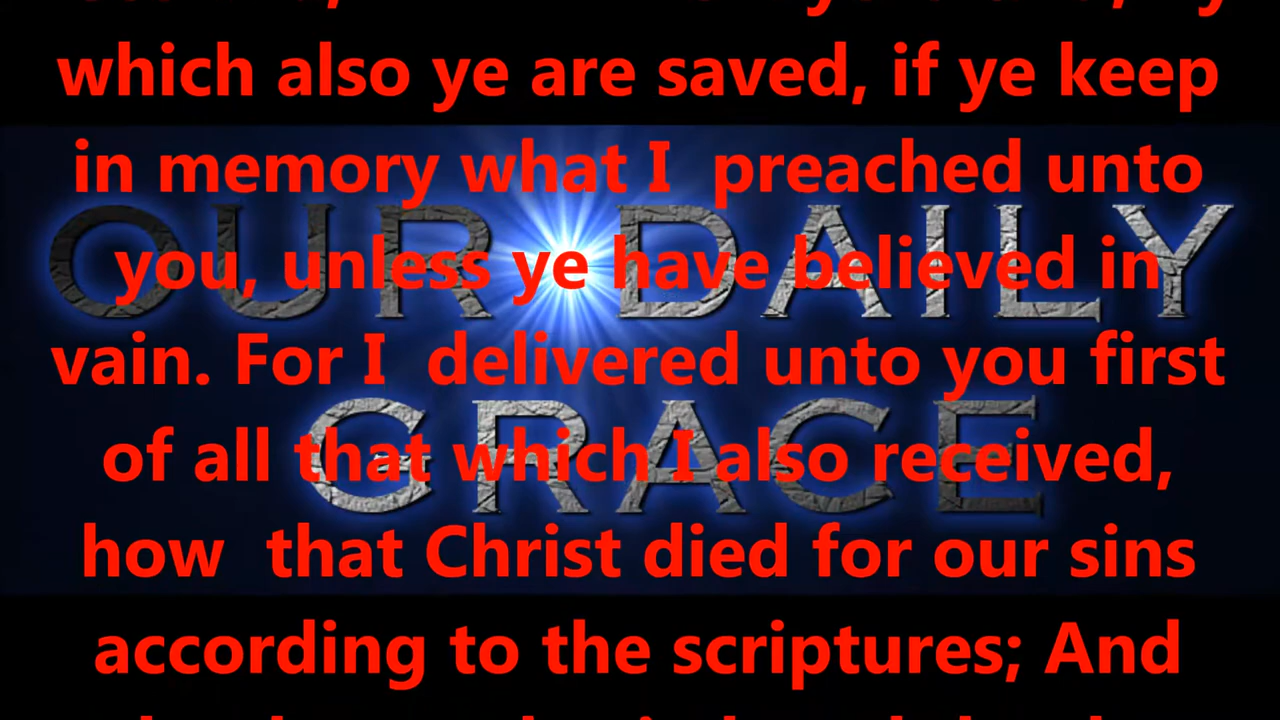 which also ye are saved, if ye keep
in memory what I preached unto
you, unless ye have believed in
vain. For I delivered unto you first
of all that which I also received,
how that Christ died for our sins
according to the scriptures; And
OUR DAILY
GRACE